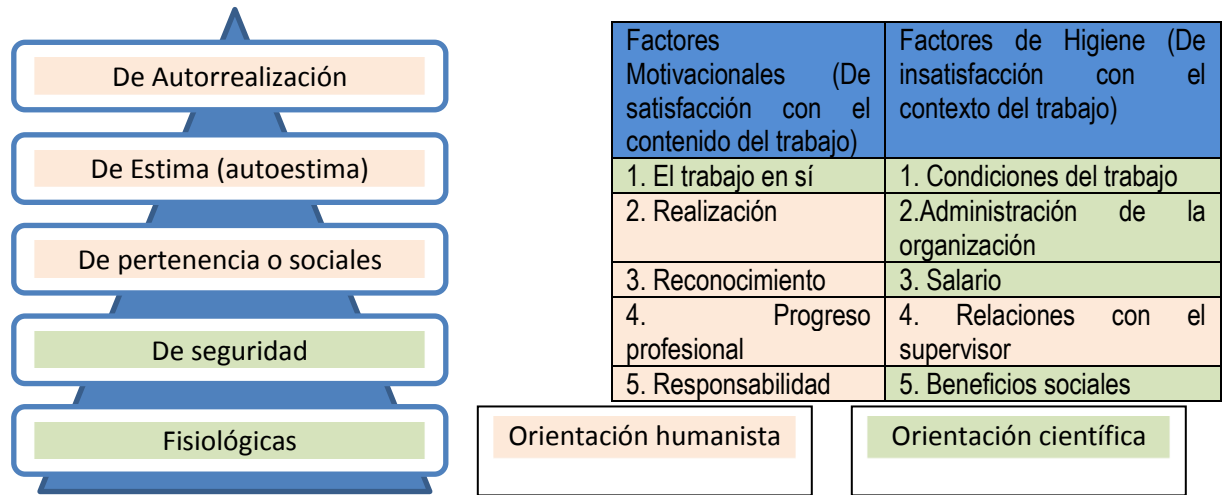 De Autorrealización
De Estima (autoestima)
De pertenencia o sociales
De seguridad
Fisiológicas
Factores
Motivacionales (De
satisfacción con el
contenido del trabajo)
Factores de Higiene (De
insatisfacción con el
contexto del trabajo)
1. El trabajo en sí
1. Condiciones del trabajo
2. Realización
2.Administración de la
organización
3. Reconocimiento
3. Salario
4. Progreso
profesional
4. Relaciones con el
supervisor
5. Responsabilidad
5. Beneficios sociales
Orientación humanista
Orientación científica